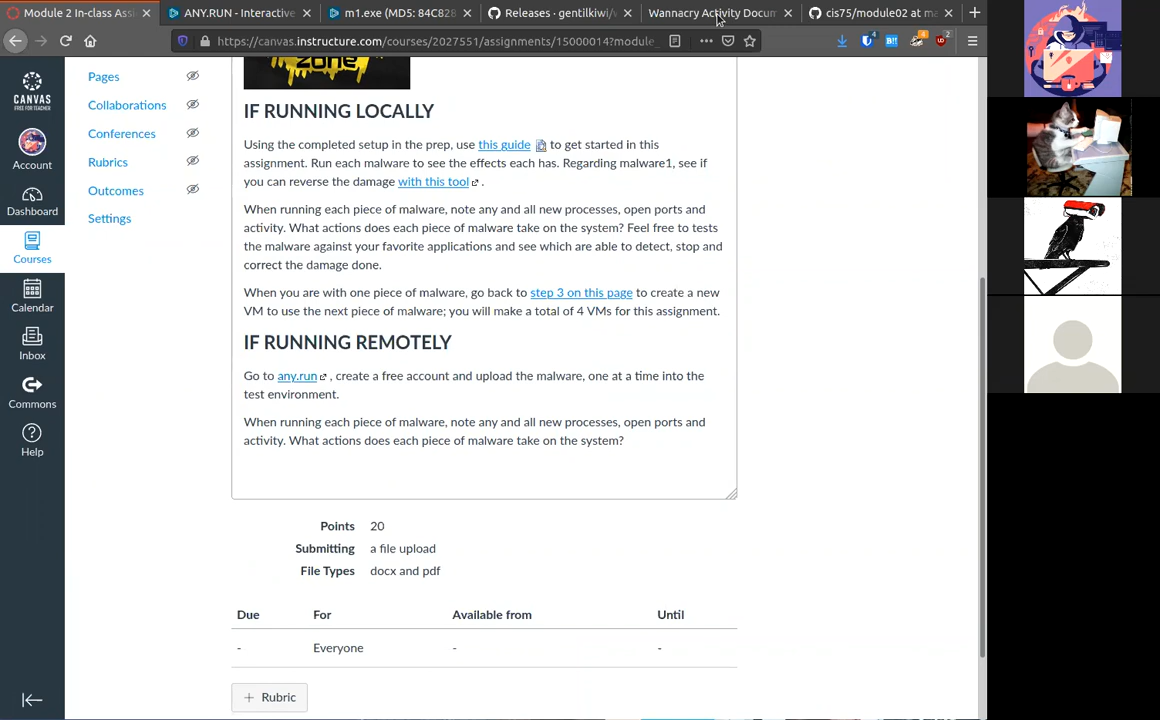 Module 2 In-class Assi
ANY.RUN - Interactive
m1.exe (MD5: 84C828
Releases · gentilkiwi/
Wannacry Activity Docum
cis75/module02 at ma
https://canvas.instructure.com/courses/2027551/assignments/15000014?module_
CANVAS
FREE FOR TEACHER
Account
Dashboard
Courses
Calendar
Inbox
Commons
Help
Pages
Collaborations
Conferences
Rubrics
Outcomes
Settings
ZONE
IF RUNNING LOCALLY
Using the completed setup in the prep, use this guide to get started in this
assignment. Run each malware to see the effects each has. Regarding malware1, see if
you can reverse the damage with this tool .
When running each piece of malware, note any and all new processes, open ports and
activity. What actions does each piece of malware take on the system? Feel free to tests
the malware against your favorite applications and see which are able to detect, stop and
correct the damage done.
When you are with one piece of malware, go back to step 3 on this page to create a new
VM to use the next piece of malware; you will make a total of 4 VMs for this assignment.
IF RUNNING REMOTELY
Go to any.run , create a free account and upload the malware, one at a time into the
test environment.
When running each piece of malware, note any and all new processes, open ports and
activity. What actions does each piece of malware take on the system?
Points 20
Submitting a file upload
File Types docx and pdf
Due For Available from Until
- Everyone - -
+ Rubric